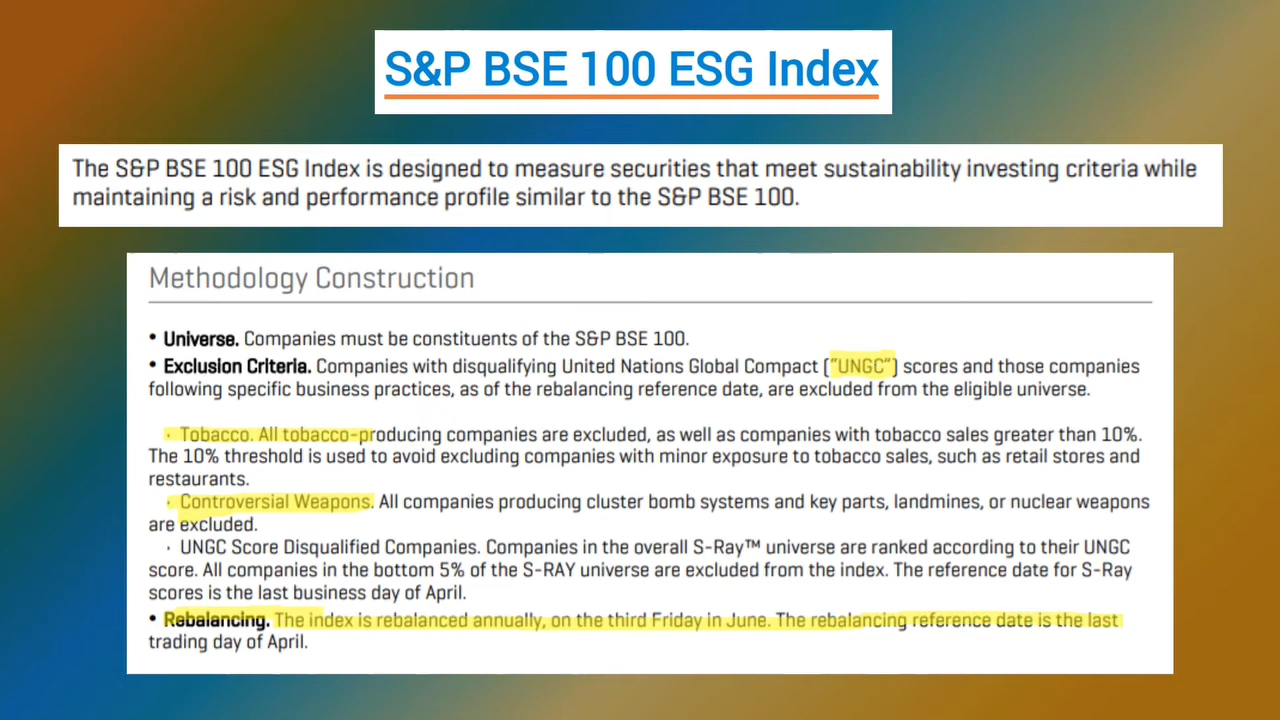 S&P BSE 100 ESG Index
The S&P BSE 100 ESG Index is designed to measure securities that meet sustainability investing criteria while
maintaining a risk and performance profile similar to the S&P BSE 100.
Methodology Construction
• Universe. Companies must be constituents of the S&P BSE 100.
• Exclusion Criteria. Companies with disqualifying United Nations Global Compact (“UNGC”) scores and those companies
following specific business practices, as of the rebalancing reference date, are excluded from the eligible universe.
· Tobacco. All tobacco-producing companies are excluded, as well as companies with tobacco sales greater than 10%.
The 10% threshold is used to avoid excluding companies with minor exposure to tobacco sales, such as retail stores and
restaurants.
· Controversial Weapons. All companies producing cluster bomb systems and key parts, landmines, or nuclear weapons
are excluded.
· UNGC Score Disqualified Companies. Companies in the overall S-Ray™ universe are ranked according to their UNGC
score. All companies in the bottom 5% of the S-RAY universe are excluded from the index. The reference date for S-Ray
scores is the last business day of April.
• Rebalancing. The index is rebalanced annually, on the third Friday in June. The rebalancing reference date is the last
trading day of April.